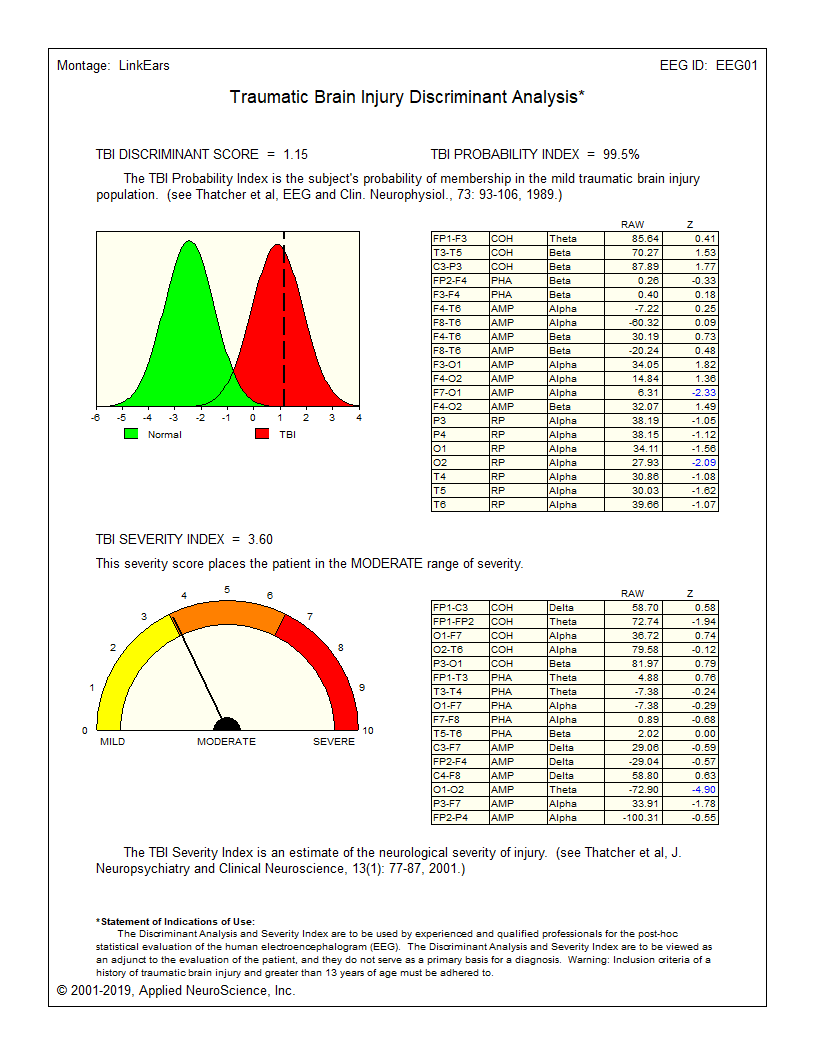 Montage:  LinkEars
EEG ID:  EEG01
Traumatic Brain Injury Discriminant Analysis*
TBI DISCRIMINANT SCORE  =  1.15
TBI PROBABILITY INDEX  =  99.5%
The TBI Probability Index is the subject's probability of membership in the mild traumatic brain injury
population.  (see Thatcher et al, EEG and Clin. Neurophysiol., 73: 93-106, 1989.)
-6 -5 -4 -3 -2 -1 0 1 2 3 4
Normal TBI
RAW Z
FP1-F3 COH Theta 85.64 0.41
T3-T5 COH Beta 70.27 1.53
C3-P3 COH Beta 87.89 1.77
FP2-F4 PHA Beta 0.26 -0.33
F3-F4 PHA Beta 0.40 0.18
F4-T6 AMP Alpha -7.22 0.25
F8-T6 AMP Alpha -60.32 0.09
F4-T6 AMP Beta 30.19 0.73
F8-T6 AMP Beta -20.24 0.48
F3-O1 AMP Alpha 34.05 1.82
F4-O2 AMP Alpha 14.84 1.36
F7-O1 AMP Alpha 6.31 -2.33
F4-O2 AMP Beta 32.07 1.49
P3 RP Alpha 38.19 -1.05
P4 RP Alpha 38.15 -1.12
O1 RP Alpha 34.11 -1.56
O2 RP Alpha 27.93 -2.09
T4 RP Alpha 30.86 -1.08
T5 RP Alpha 30.03 -1.62
T6 RP Alpha 39.66 -1.07
TBI SEVERITY INDEX  =  3.60
This severity score places the patient in the MODERATE range of severity.
0 1 2 3 4 5 6 7 8 9 10
MILD MODERATE SEVERE
RAW Z
FP1-C3 COH Delta 58.70 0.58
FP1-FP2 COH Theta 72.74 -1.94
O1-F7 COH Alpha 36.72 0.74
O2-T6 COH Alpha 79.58 -0.12
P3-O1 COH Beta 81.97 0.79
FP1-T3 PHA Theta 4.88 0.76
T3-T4 PHA Theta -7.38 -0.24
O1-F7 PHA Alpha -7.38 -0.29
F7-F8 PHA Alpha 0.89 -0.68
T5-T6 PHA Beta 2.02 0.00
C3-F7 AMP Delta 29.06 -0.59
FP2-F4 AMP Delta -29.04 -0.57
C4-F8 AMP Delta 58.80 0.63
O1-O2 AMP Theta -72.90 -4.90
P3-F7 AMP Alpha 33.91 -1.78
FP2-P4 AMP Alpha -100.31 -0.55
The TBI Severity Index is an estimate of the neurological severity of injury.  (see Thatcher et al, J.
Neuropsychiatry and Clinical Neuroscience, 13(1): 77-87, 2001.)
*Statement of Indications of Use:
The Discriminant Analysis and Severity Index are to be used by experienced and qualified professionals for the post-hoc
statistical evaluation of the human electroencephalogram (EEG).  The Discriminant Analysis and Severity Index are to be viewed as
an adjunct to the evaluation of the patient, and they do not serve as a primary basis for a diagnosis.  Warning: Inclusion criteria of a
history of traumatic brain injury and greater than 13 years of age must be adhered to.
© 2001-2019, Applied NeuroScience, Inc.